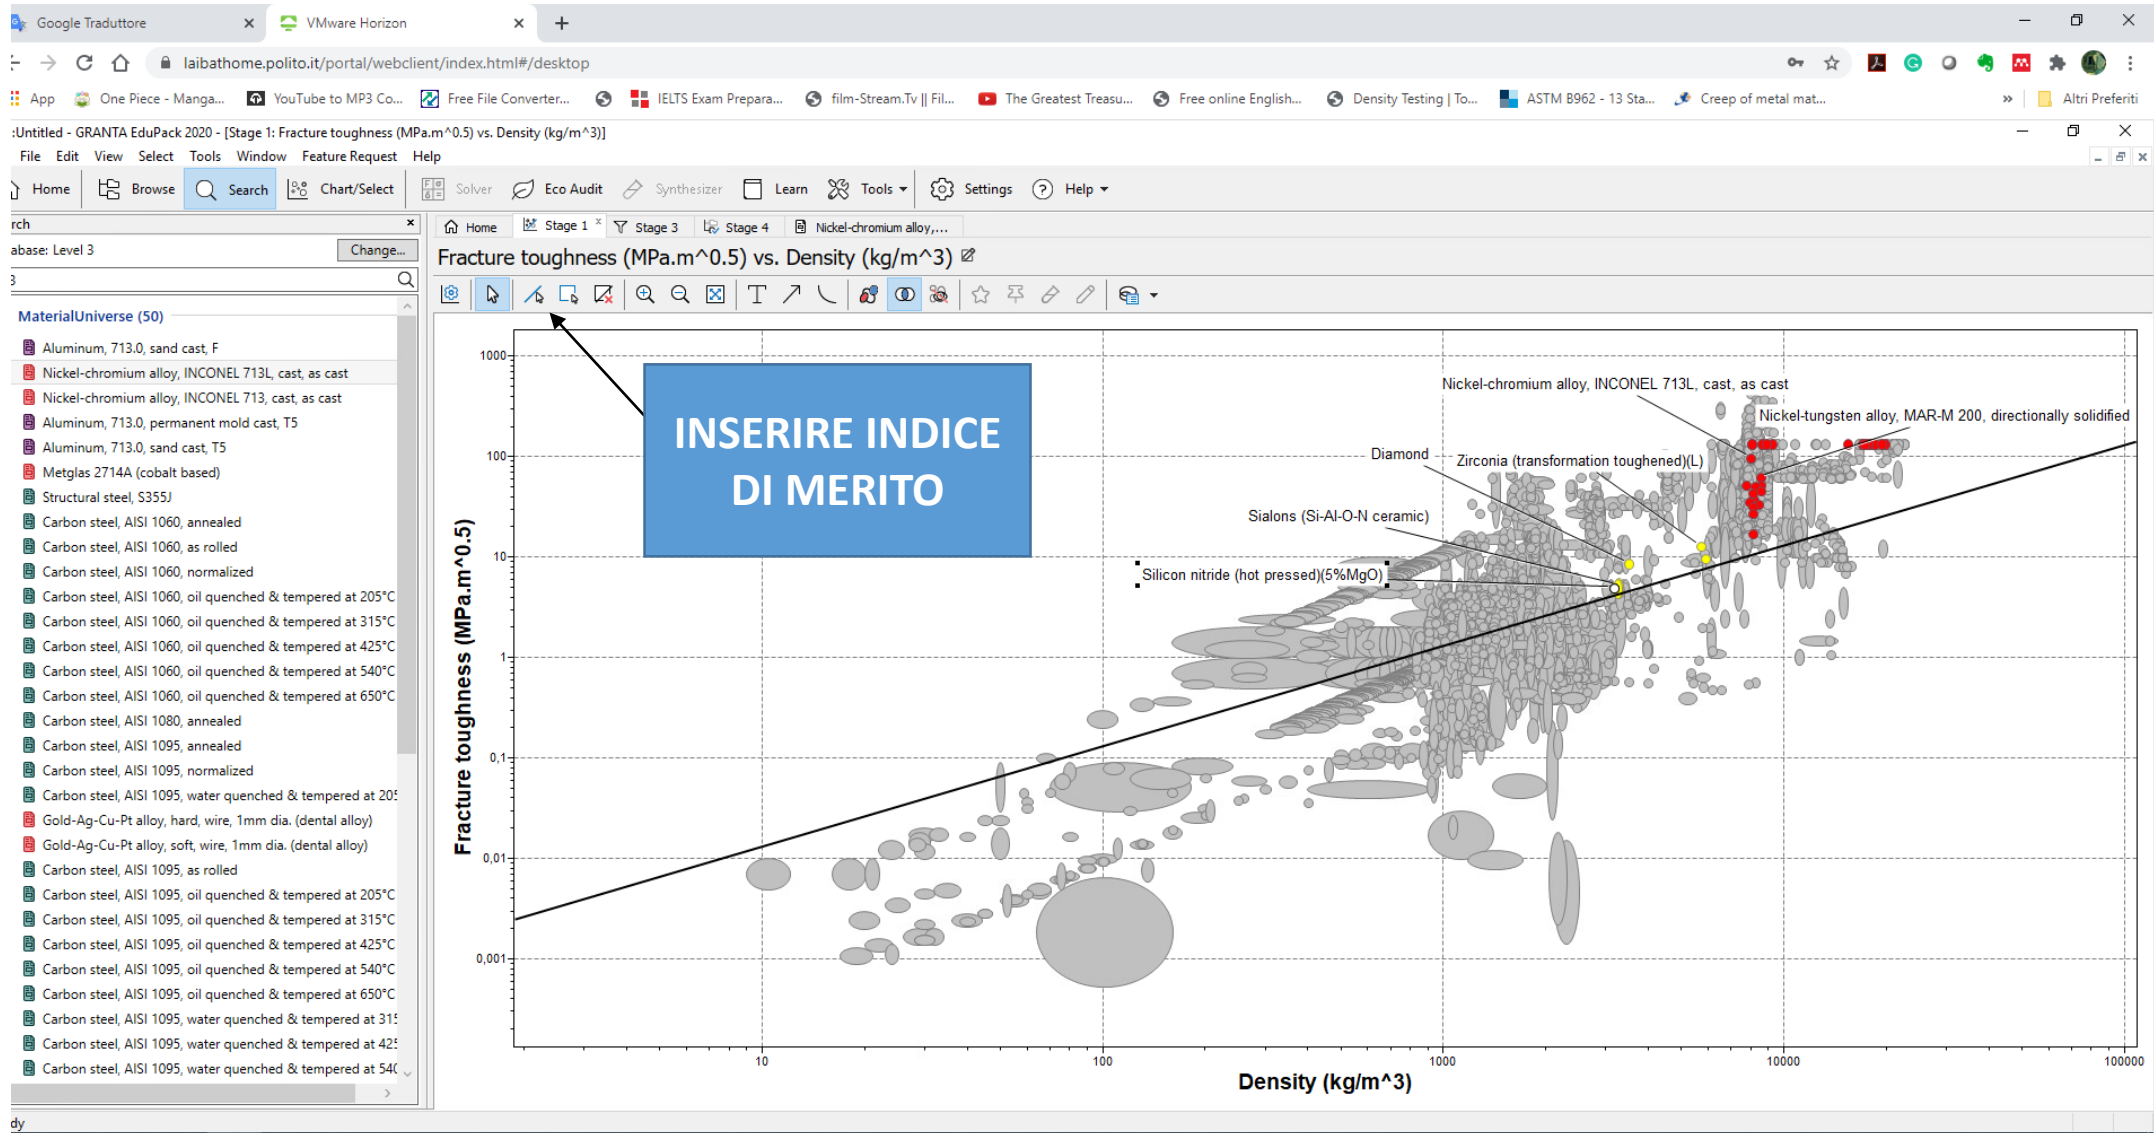 Google Traduttore
VMware Horizon
laibathome.polito.it/portal/webclient/index.html#/desktop
App
One Piece - Manga...
YouTube to MP3 Co...
Free File Converter...
IELTS Exam Prepara...
film-Stream.Tv || Fil...
The Greatest Treasu...
Free online English...
Density Testing | To...
ASTM B962 - 13 Sta...
Creep of metal mat...
»
Altri Preferiti
:Untitled - GRANTA EduPack 2020 - [Stage 1: Fracture toughness (MPa.m^0.5) vs. Density (kg/m^3)]
File Edit View Select Tools Window Feature Request Help
Home Browse Search Chart/Select Solver Eco Audit Synthesizer Learn Tools Settings Help
rch
abase: Level 3
Change...
3
MaterialUniverse (50)
Aluminum, 713.0, sand cast, F
Nickel-chromium alloy, INCONEL 713L, cast, as cast
Nickel-chromium alloy, INCONEL 713, cast, as cast
Aluminum, 713.0, permanent mold cast, T5
Aluminum, 713.0, sand cast, T5
Metglas 2714A (cobalt based)
Structural steel, S355J
Carbon steel, AISI 1060, annealed
Carbon steel, AISI 1060, as rolled
Carbon steel, AISI 1060, normalized
Carbon steel, AISI 1060, oil quenched & tempered at 205°C
Carbon steel, AISI 1060, oil quenched & tempered at 315°C
Carbon steel, AISI 1060, oil quenched & tempered at 425°C
Carbon steel, AISI 1060, oil quenched & tempered at 540°C
Carbon steel, AISI 1060, oil quenched & tempered at 650°C
Carbon steel, AISI 1080, annealed
Carbon steel, AISI 1095, annealed
Carbon steel, AISI 1095, normalized
Carbon steel, AISI 1095, water quenched & tempered at 205
Gold-Ag-Cu-Pt alloy, hard, wire, 1mm dia. (dental alloy)
Gold-Ag-Cu-Pt alloy, soft, wire, 1mm dia. (dental alloy)
Carbon steel, AISI 1095, as rolled
Carbon steel, AISI 1095, oil quenched & tempered at 205°C
Carbon steel, AISI 1095, oil quenched & tempered at 315°C
Carbon steel, AISI 1095, oil quenched & tempered at 425°C
Carbon steel, AISI 1095, oil quenched & tempered at 540°C
Carbon steel, AISI 1095, oil quenched & tempered at 650°C
Carbon steel, AISI 1095, water quenched & tempered at 315
Carbon steel, AISI 1095, water quenched & tempered at 425
Carbon steel, AISI 1095, water quenched & tempered at 540
dy
Home
Stage 1
Stage 3
Stage 4
Nickel-chromium alloy,...
Fracture toughness (MPa.m^0.5) vs. Density (kg/m^3)
INSERIRE INDICE
DI MERITO
Nickel-chromium alloy, INCONEL 713L, cast, as cast
Nickel-tungsten alloy, MAR-M 200, directionally solidified
Diamond
Zirconia (transformation toughened)(L)
Sialons (Si-Al-O-N ceramic)
Silicon nitride (hot pressed)(5%MgO)
Fracture toughness (MPa.m^0.5)
1000
100
10
1
0,1
0,01
0,001
10
100
1000
10000
100000
Density (kg/m^3)